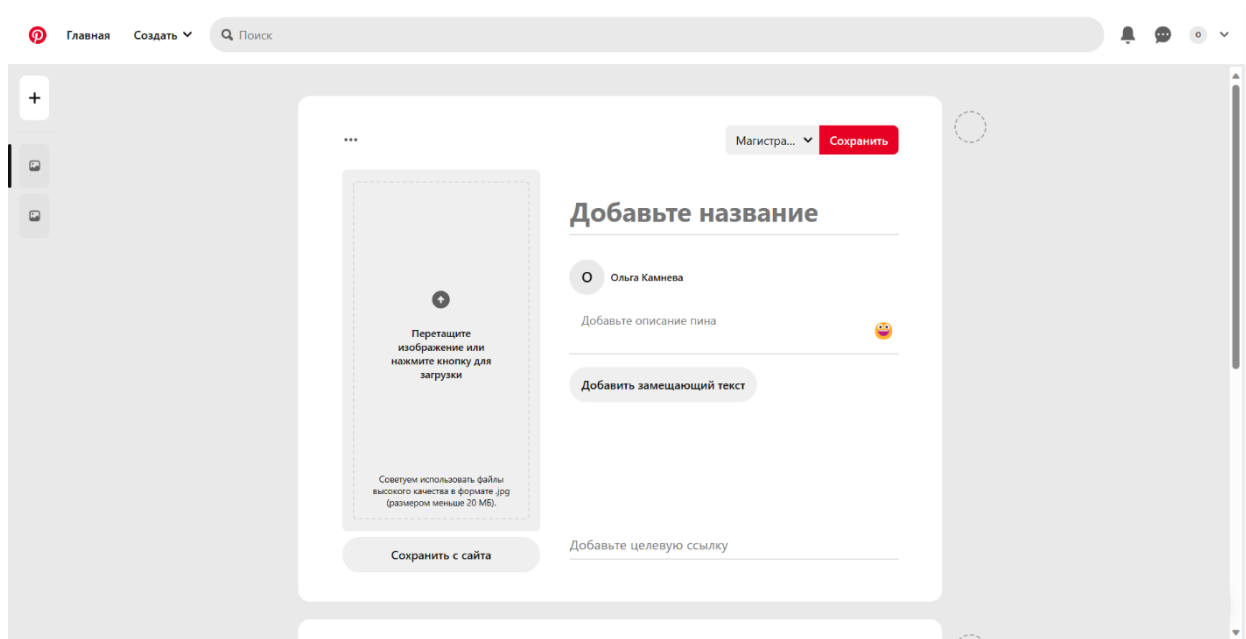 Главная
Создать
Поиск
о
Магистра...
Сохранить
Добавьте название
О
Ольга Камнева
Добавьте описание пина
Перетащите
изображение или
нажмите кнопку для
загрузки
Добавить замещающий текст
Советуем использовать файлы
высокого качества в формате .jpg
(размером меньше 20 МБ).
Добавьте целевую ссылку
Сохранить с сайта